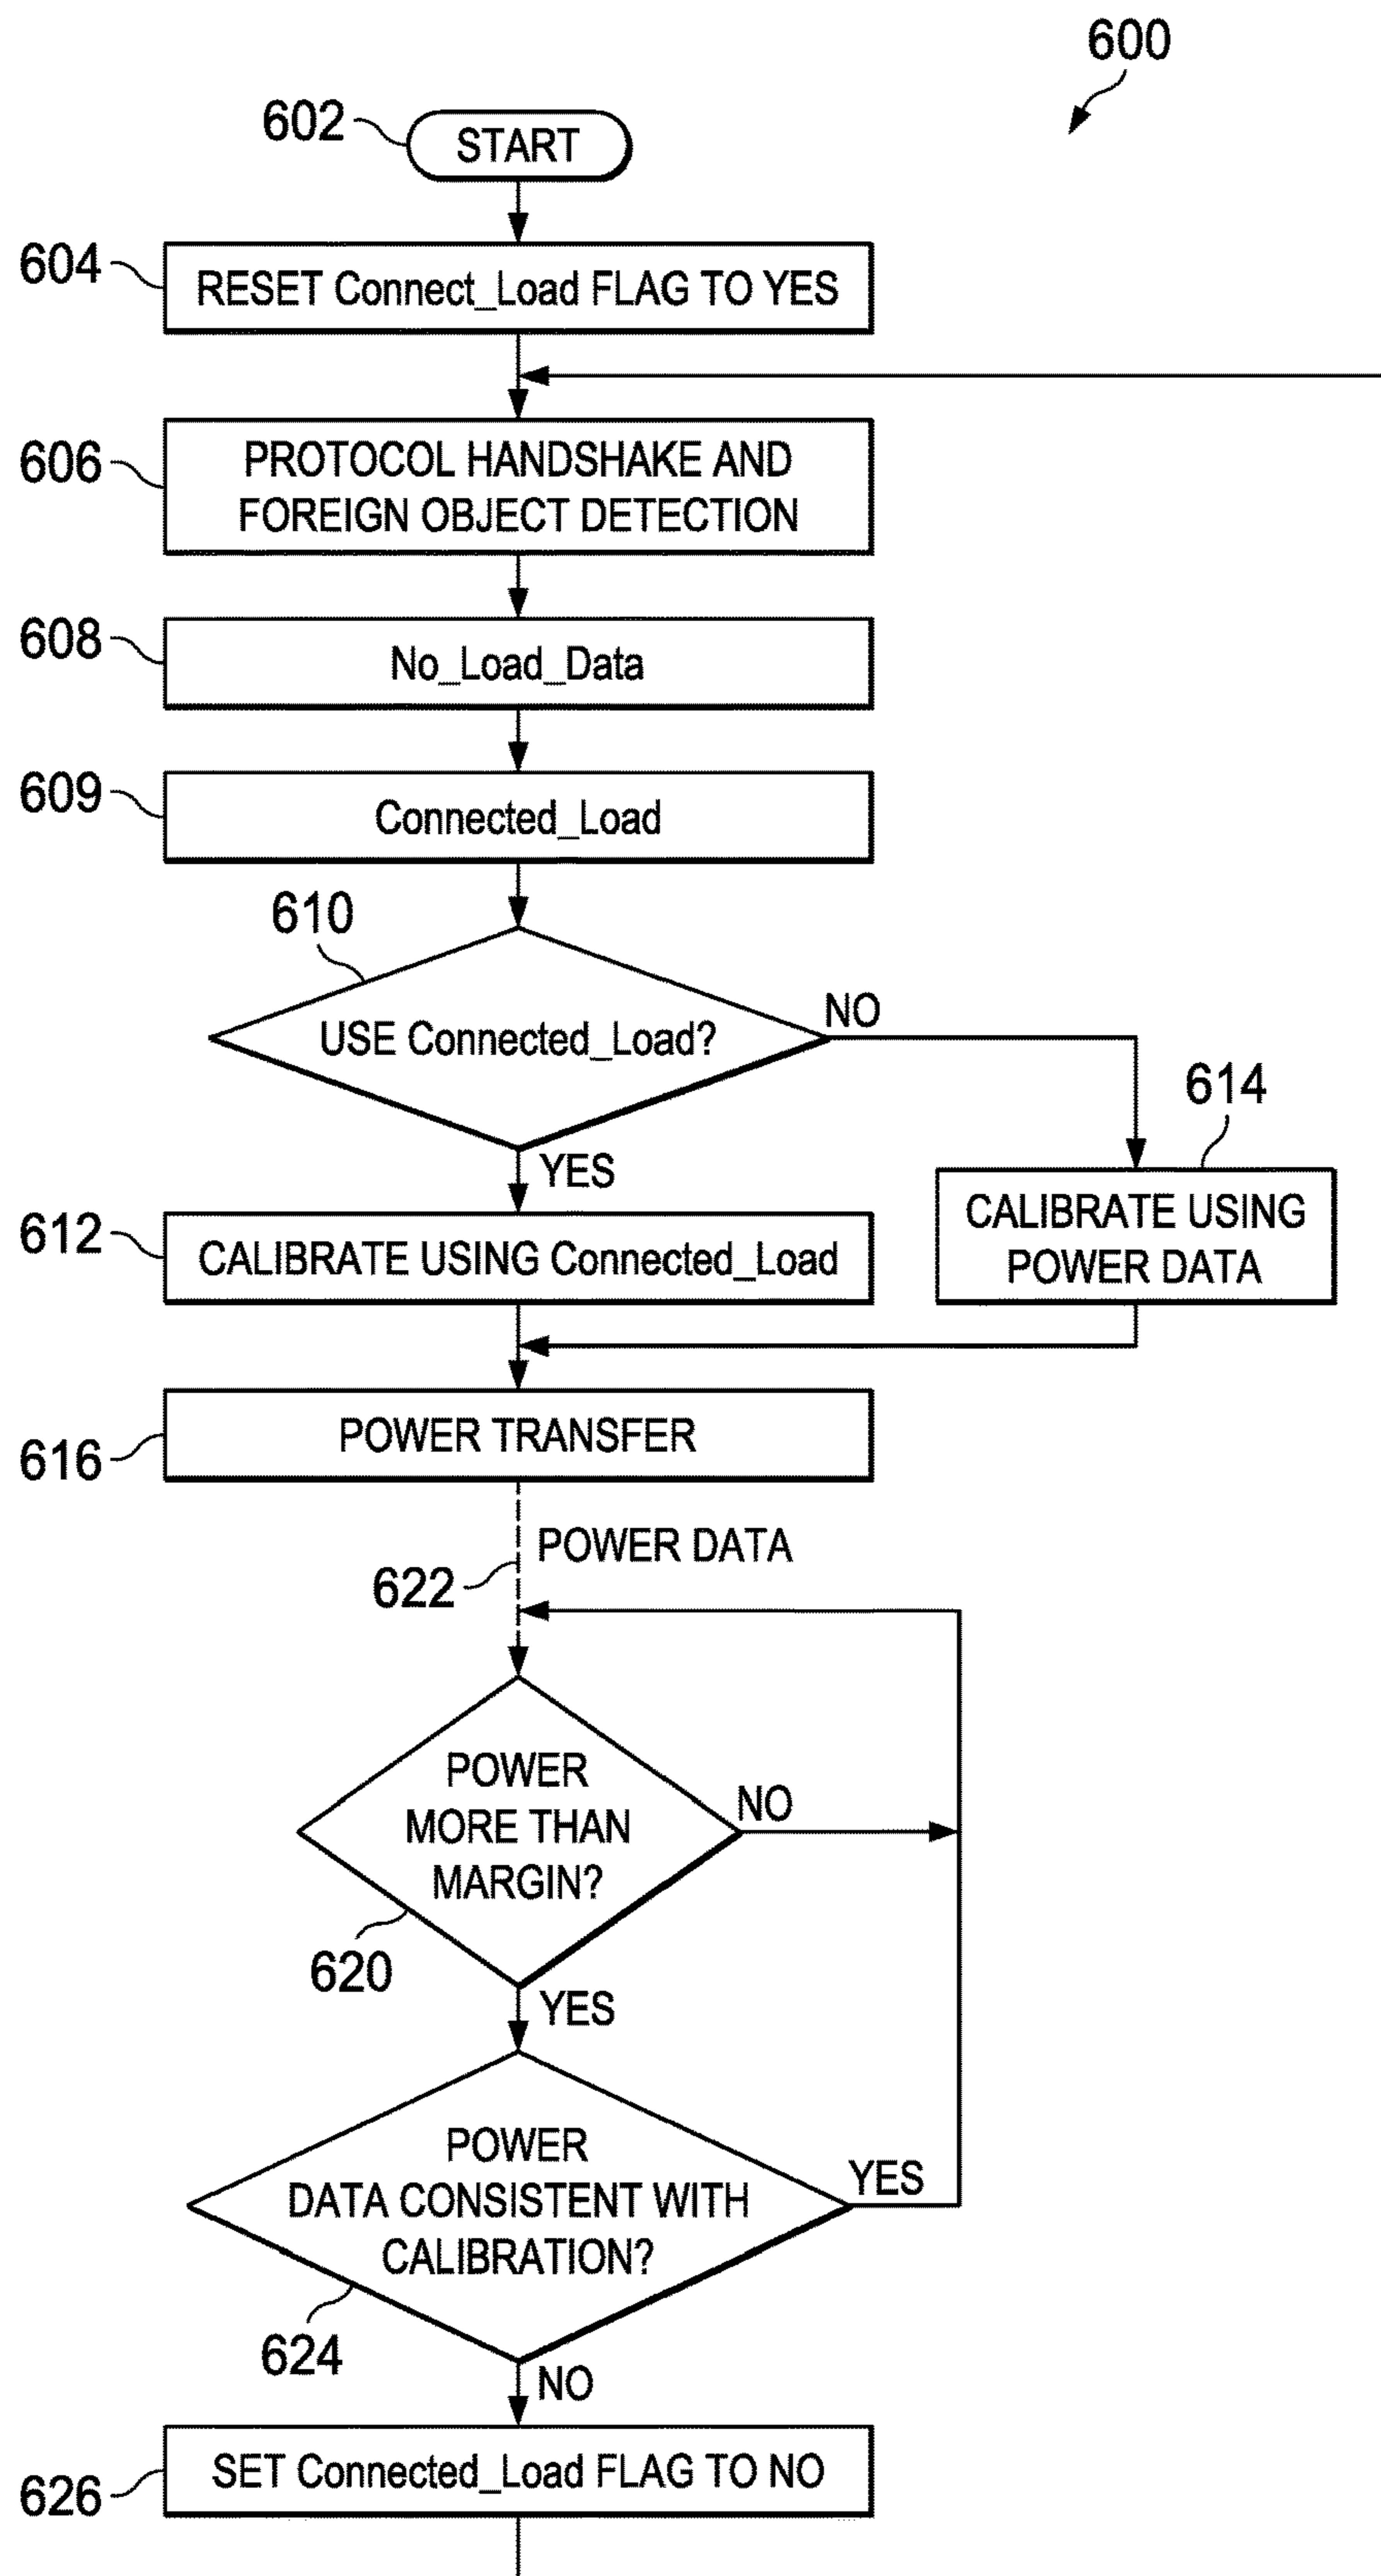 600
602
START
604
RESET Connect_Load FLAG TO YES
606
PROTOCOL HANDSHAKE AND
FOREIGN OBJECT DETECTION
608
No_Load_Data
609
Connected_Load
610
USE Connected_Load?
NO
YES
614
CALIBRATE USING
POWER DATA
612
CALIBRATE USING Connected_Load
616
POWER TRANSFER
POWER DATA
622
POWER
MORE THAN
MARGIN?
NO
620
YES
POWER
DATA CONSISTENT WITH
CALIBRATION?
YES
624
NO
626
SET Connected_Load FLAG TO NO